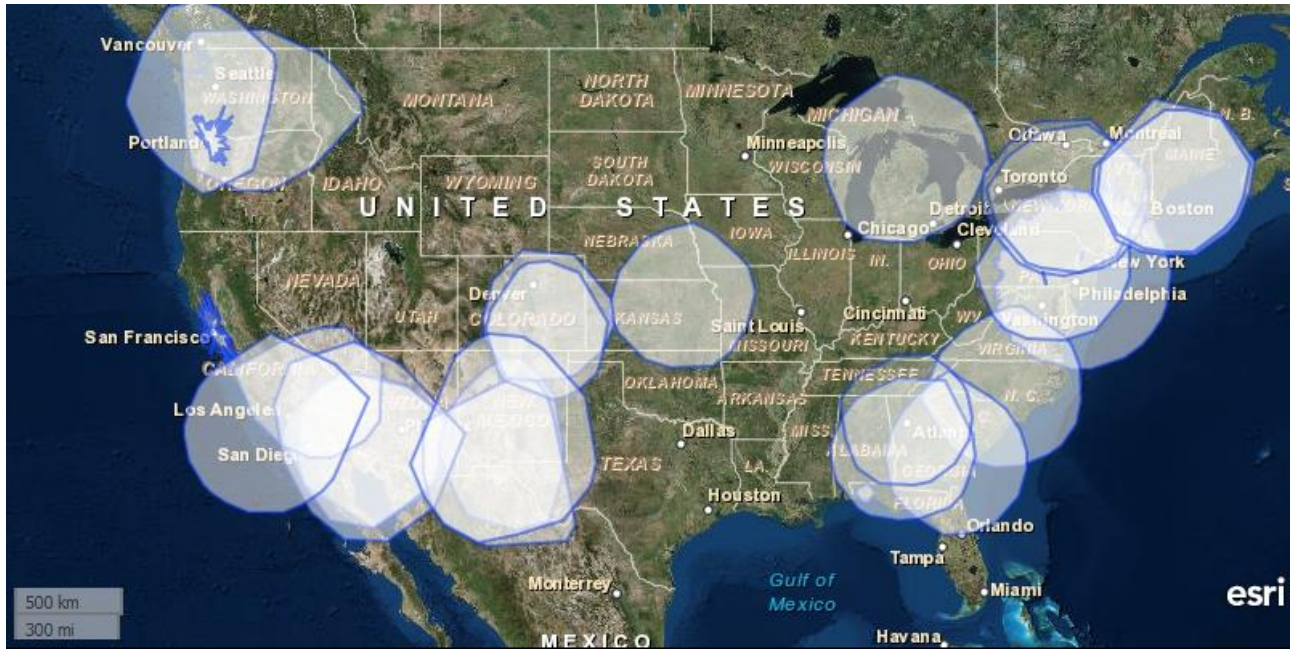 Vancouver
Seattle
WASHINGTON
MONTANA
NORTH
DAKOTA
MINNESOTA
MICHIGAN
N. B.
Ottawa
Montréal
MAINE
Portland
Minneapolis
WISCONSIN
SOUTH
DAKOTA
OREGON
IDAHO
WYOMING
Toronto
UNITED STATES
Detroit
Boston
Chicago
Cleveland
NEBRASKA
IOWA
ILLINOIS
IN.
OHIO
New York
NEVADA
UTAH
Denver
COLORADO
KANSAS
Saint Louis
MISSOURI
Cincinnati
WV
Philadelphia
Washington
San Francisco
KENTUCKY
VIRGINIA
CALIFORNIA
OKLAHOMA
TENNESSEE
N. C.
ARKANSAS
Los Angeles
NEW
MEXICO
Dallas
MISS.
ALABAMA
Atlanta
GEORGIA
San Diego
TEXAS
LA.
Houston
FLORIDA
Orlando
Tampa
Gulf of
Mexico
Miami
Monterrey
MEXICO
Havana
500 km
300 mi
esri